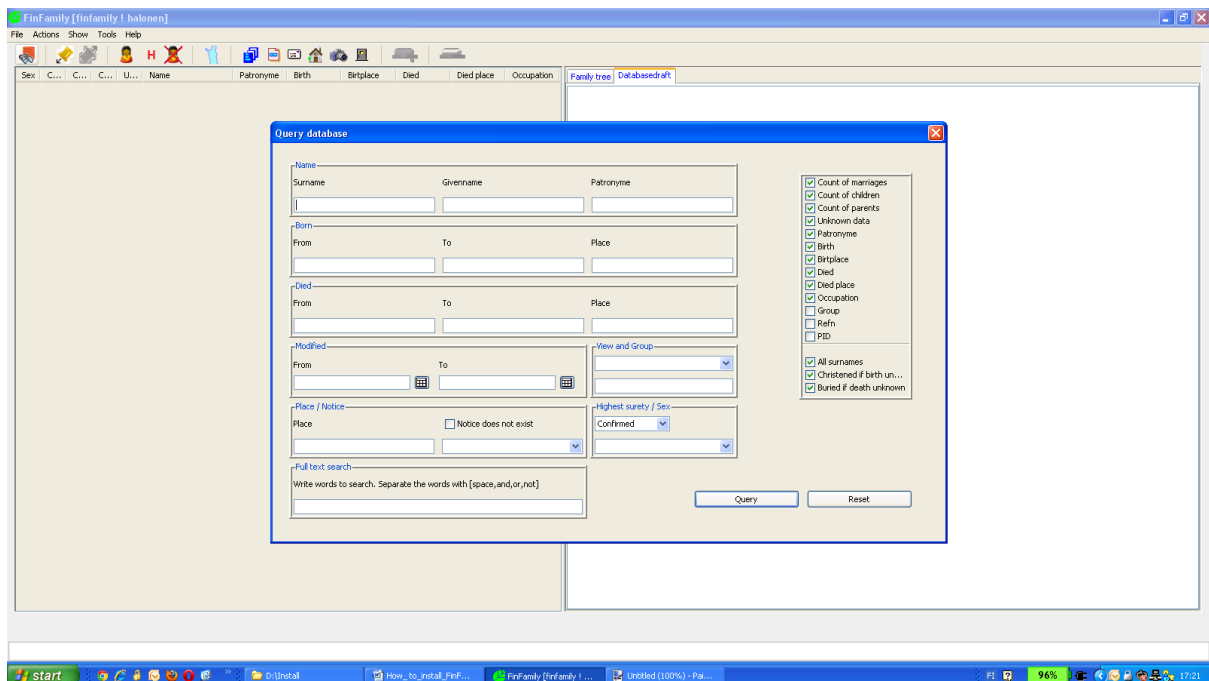 FinFamily [finfamily ! halonen]
File Actions Show Tools Help
H
Sex C... C... C... U... Name Patronyme Birth Birtplace Died Died place Occupation
Family tree Databasedraft
Query database
Name
Surname Givenname Patronyme
Born
From To Place
Died
From To Place
Modified
From To
View and Group
Place / Notice
Place Notice does not exist
Highest surety / Sex
Confirmed
Full text search
Write words to search. Separate the words with [space,and,or,not]
Count of marriages
Count of children
Count of parents
Unknown data
Patronyme
Birth
Birtplace
Died
Died place
Occupation
Group
Refn
PID
All surnames
Christened if birth un...
Buried if death unknown
Query Reset
start D:\Install How_to_install_FinF... FinFamily [finfamily ! ... Untitled (100%) - Pai... FI 96% 17:21